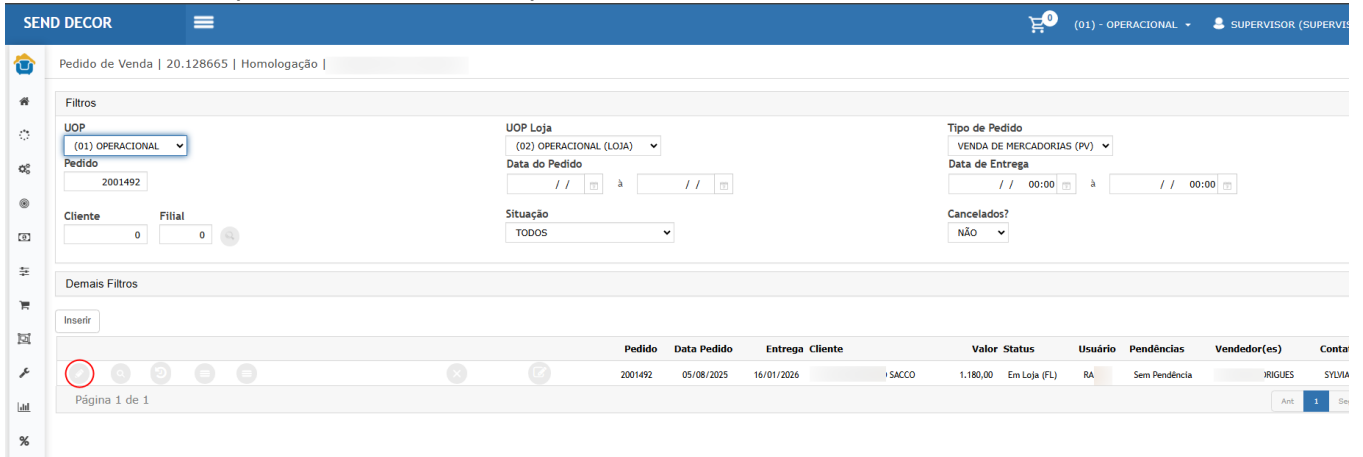 SEND DECOR 0 (01) - OPERACIONAL SUPERVISOR (SUPERVIS
Pedido de Venda | 20.128665 | Homologação |
Filtros
UOP UOP Loja Tipo de Pedido
(01) OPERACIONAL (02) OPERACIONAL (LOJA) VENDA DE MERCADORIAS (PV)
Pedido Data do Pedido Data de Entrega
2001492 / / à / / / / 00:00 à / / 00:00
Cliente Filial Situação Cancelados?
0 0 TODOS NÃO
Demais Filtros
Inserir
Pedido Data Pedido Entrega Cliente Valor Status Usuário Pendências Vendedor(es) Contat
2001492 05/08/2025 16/01/2026 SACCO 1.180,00 Em Loja (FL) RA Sem Pendência RIGUES SYLVIA
Página 1 de 1 Ant 1 Se